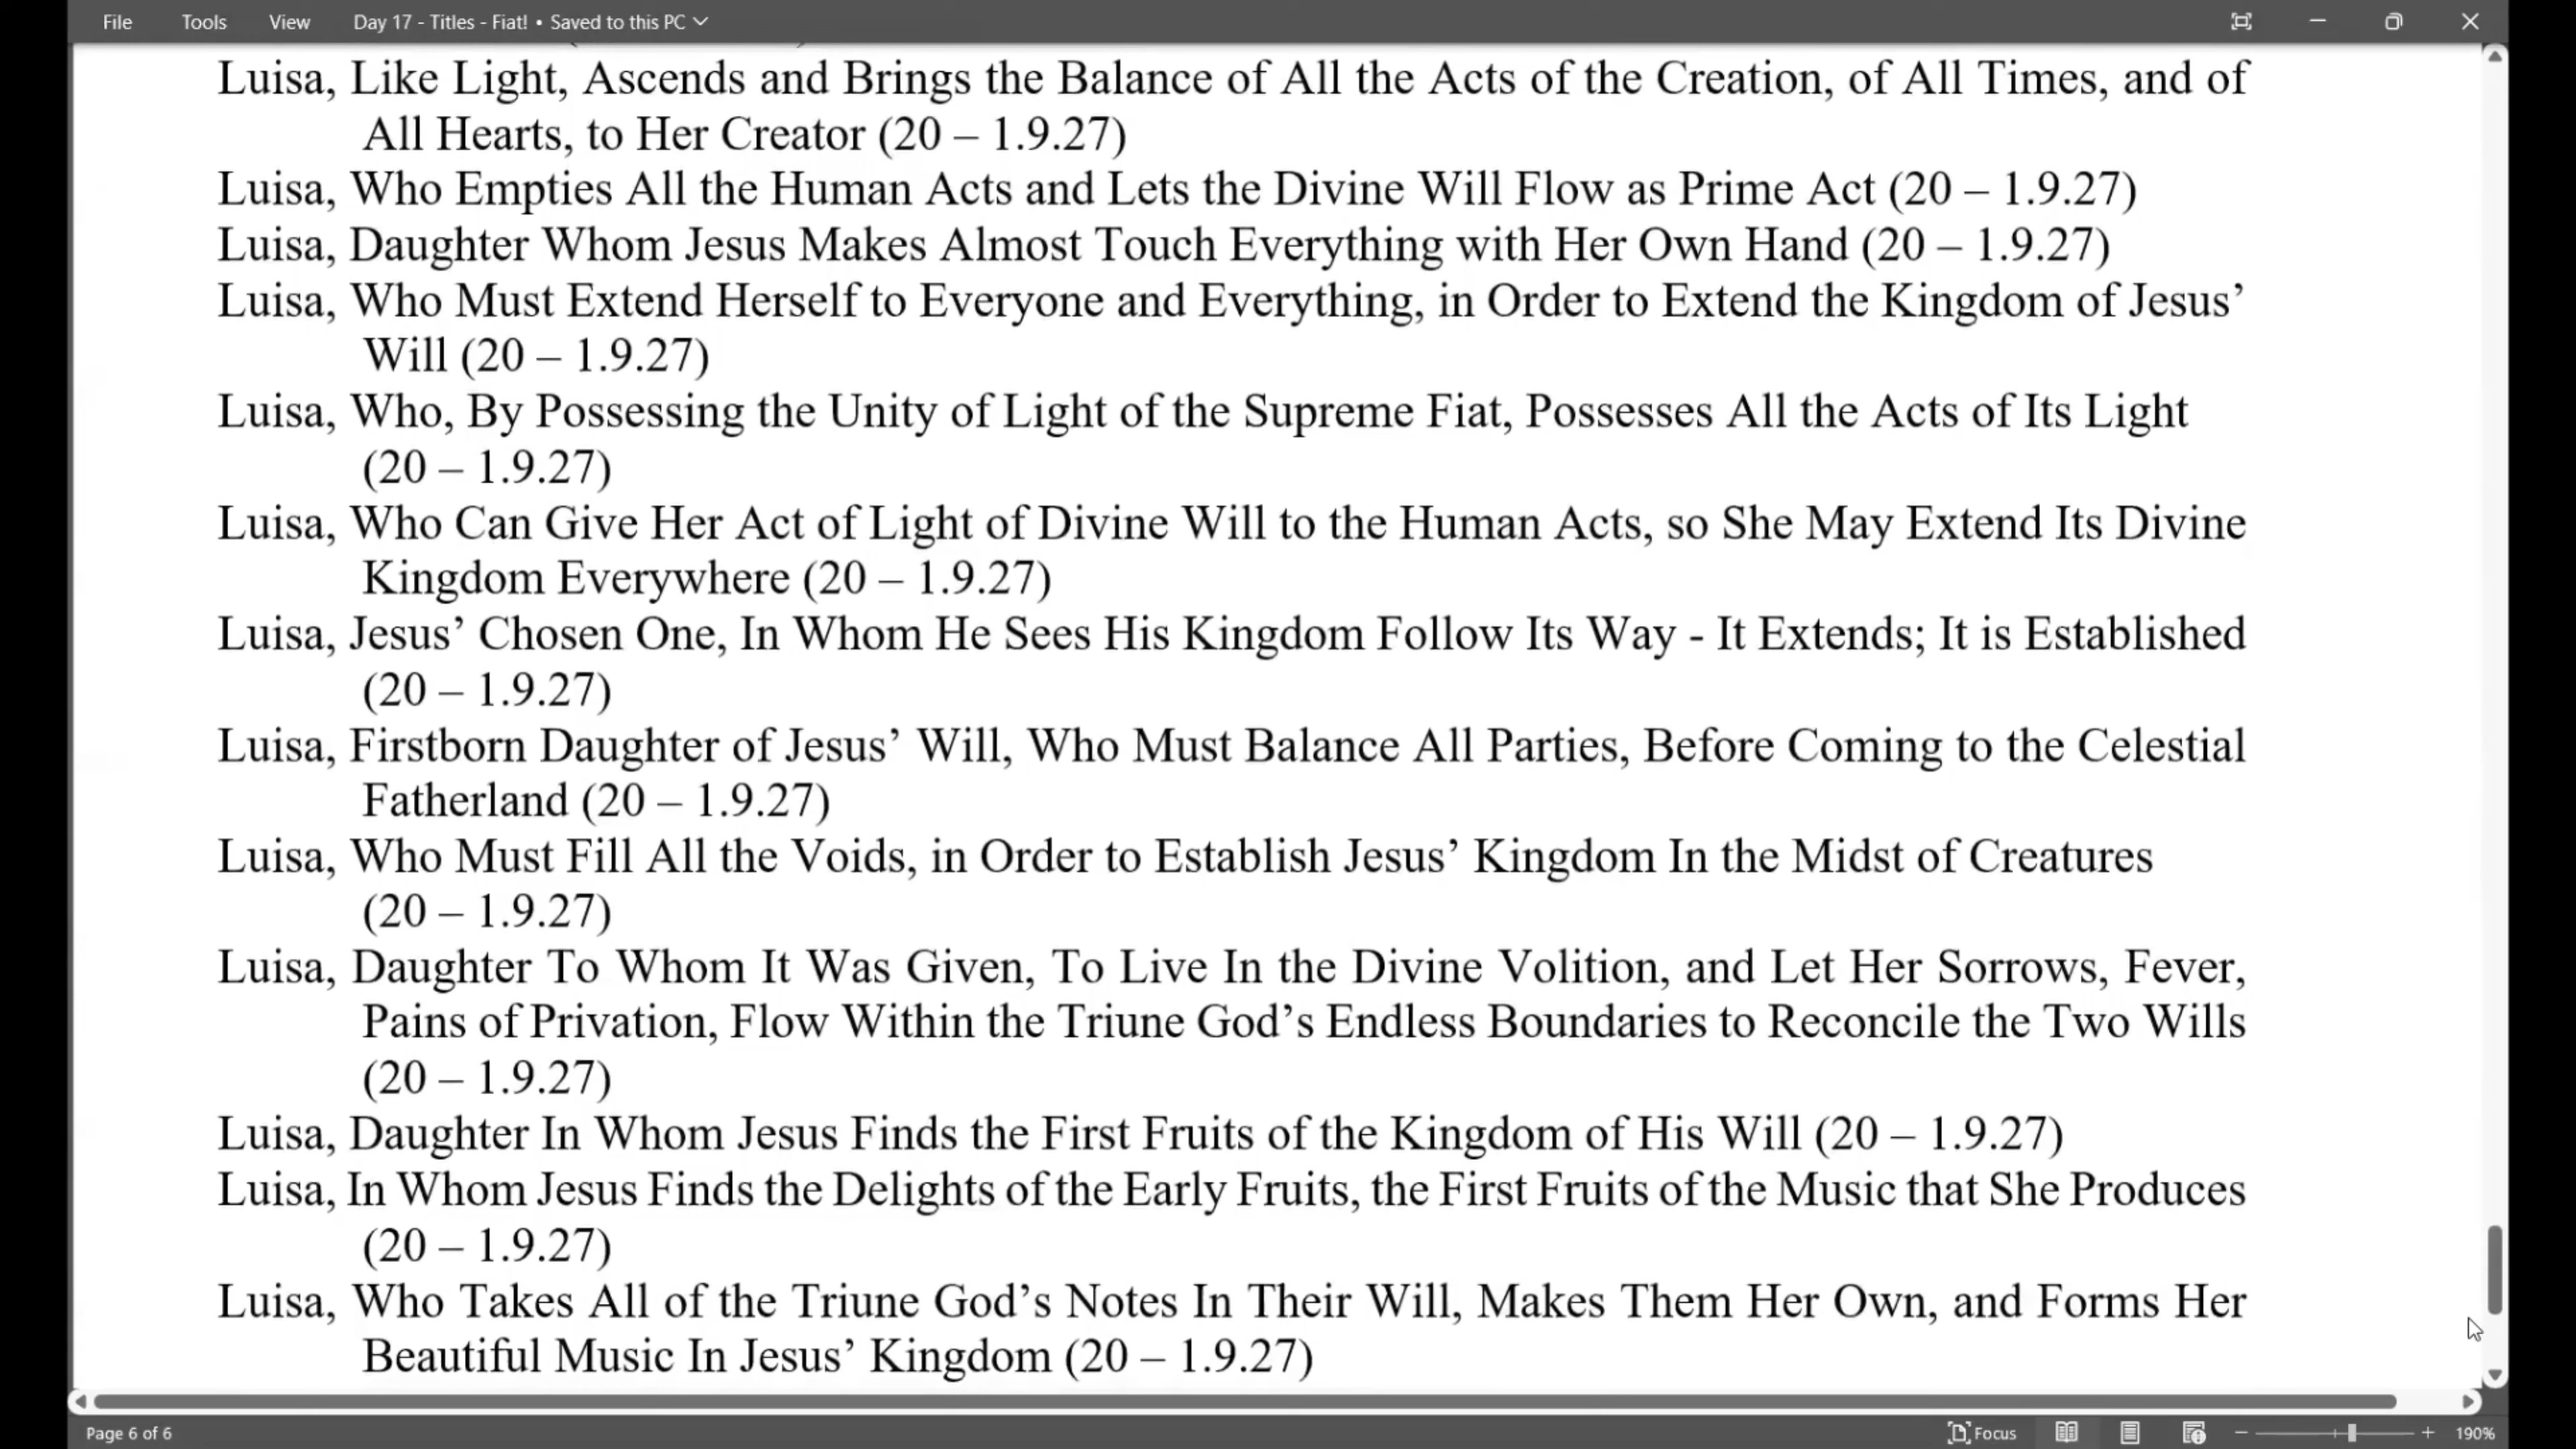 File Tools View Day 17 - Titles - Fiat! • Saved to this PC
Luisa, Like Light, Ascends and Brings the Balance of All the Acts of the Creation, of All Times, and of
All Hearts, to Her Creator (20 – 1.9.27)
Luisa, Who Empties All the Human Acts and Lets the Divine Will Flow as Prime Act (20 – 1.9.27)
Luisa, Daughter Whom Jesus Makes Almost Touch Everything with Her Own Hand (20 – 1.9.27)
Luisa, Who Must Extend Herself to Everyone and Everything, in Order to Extend the Kingdom of Jesus’
Will (20 – 1.9.27)
Luisa, Who, By Possessing the Unity of Light of the Supreme Fiat, Possesses All the Acts of Its Light
(20 – 1.9.27)
Luisa, Who Can Give Her Act of Light of Divine Will to the Human Acts, so She May Extend Its Divine
Kingdom Everywhere (20 – 1.9.27)
Luisa, Jesus’ Chosen One, In Whom He Sees His Kingdom Follow Its Way - It Extends; It is Established
(20 – 1.9.27)
Luisa, Firstborn Daughter of Jesus’ Will, Who Must Balance All Parties, Before Coming to the Celestial
Fatherland (20 – 1.9.27)
Luisa, Who Must Fill All the Voids, in Order to Establish Jesus’ Kingdom In the Midst of Creatures
(20 – 1.9.27)
Luisa, Daughter To Whom It Was Given, To Live In the Divine Volition, and Let Her Sorrows, Fever,
Pains of Privation, Flow Within the Triune God’s Endless Boundaries to Reconcile the Two Wills
(20 – 1.9.27)
Luisa, Daughter In Whom Jesus Finds the First Fruits of the Kingdom of His Will (20 – 1.9.27)
Luisa, In Whom Jesus Finds the Delights of the Early Fruits, the First Fruits of the Music that She Produces
(20 – 1.9.27)
Luisa, Who Takes All of the Triune God’s Notes In Their Will, Makes Them Her Own, and Forms Her
Beautiful Music In Jesus’ Kingdom (20 – 1.9.27)
Page 6 of 6 Focus 190%